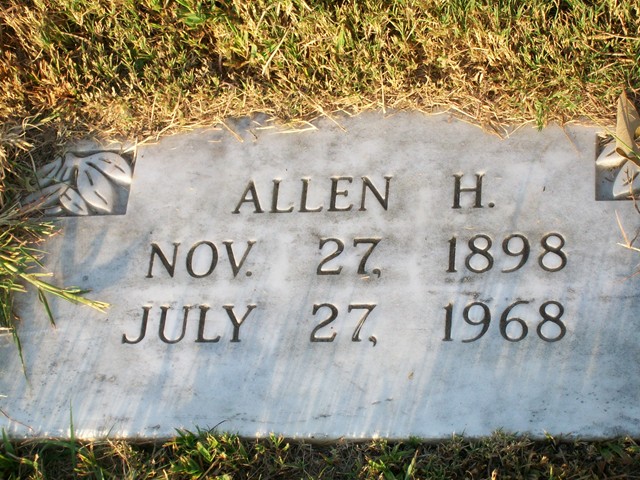 ALLEN H.
NOV. 27, 1898
JULY 27, 1968